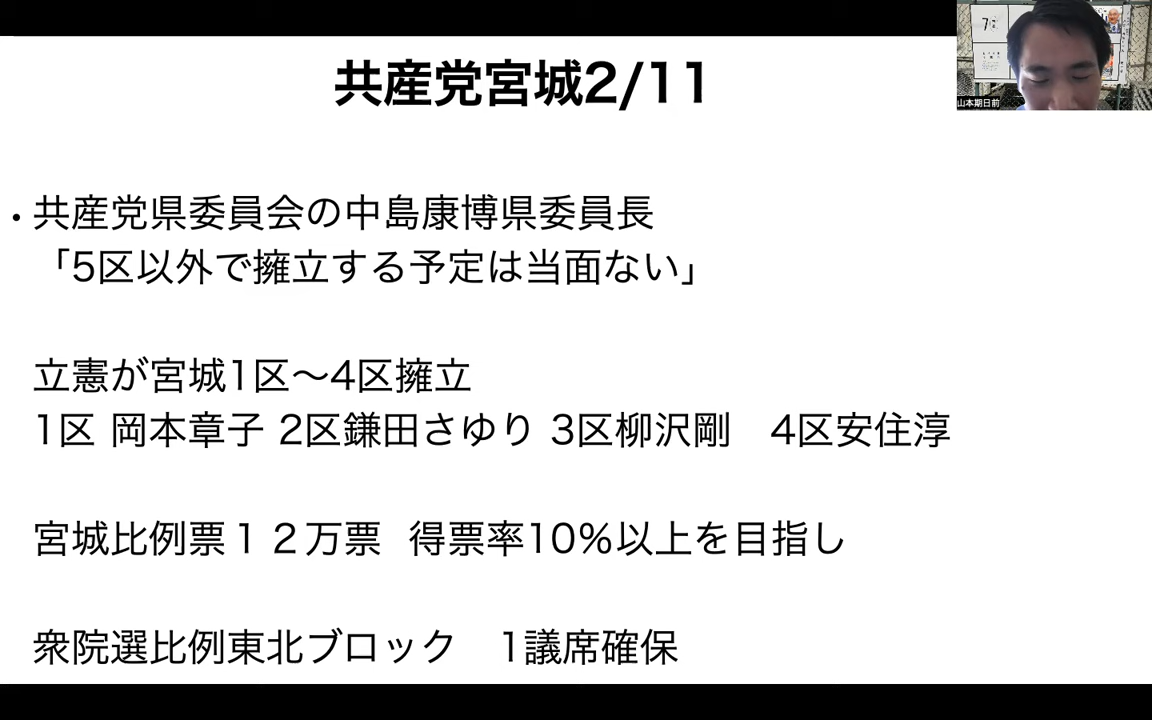 共産党宮城2/11
・共産党県委員会の中島康博県委員長
「5区以外で擁立する予定は当面ない」
立憲が宮城1区〜4区擁立
1区 岡本章子 2区鎌田さゆり 3区柳沢剛　4区安住淳
宮城比例票１２万票 得票率10%以上を目指し
衆院選比例東北ブロック　1議席確保
山本期日前